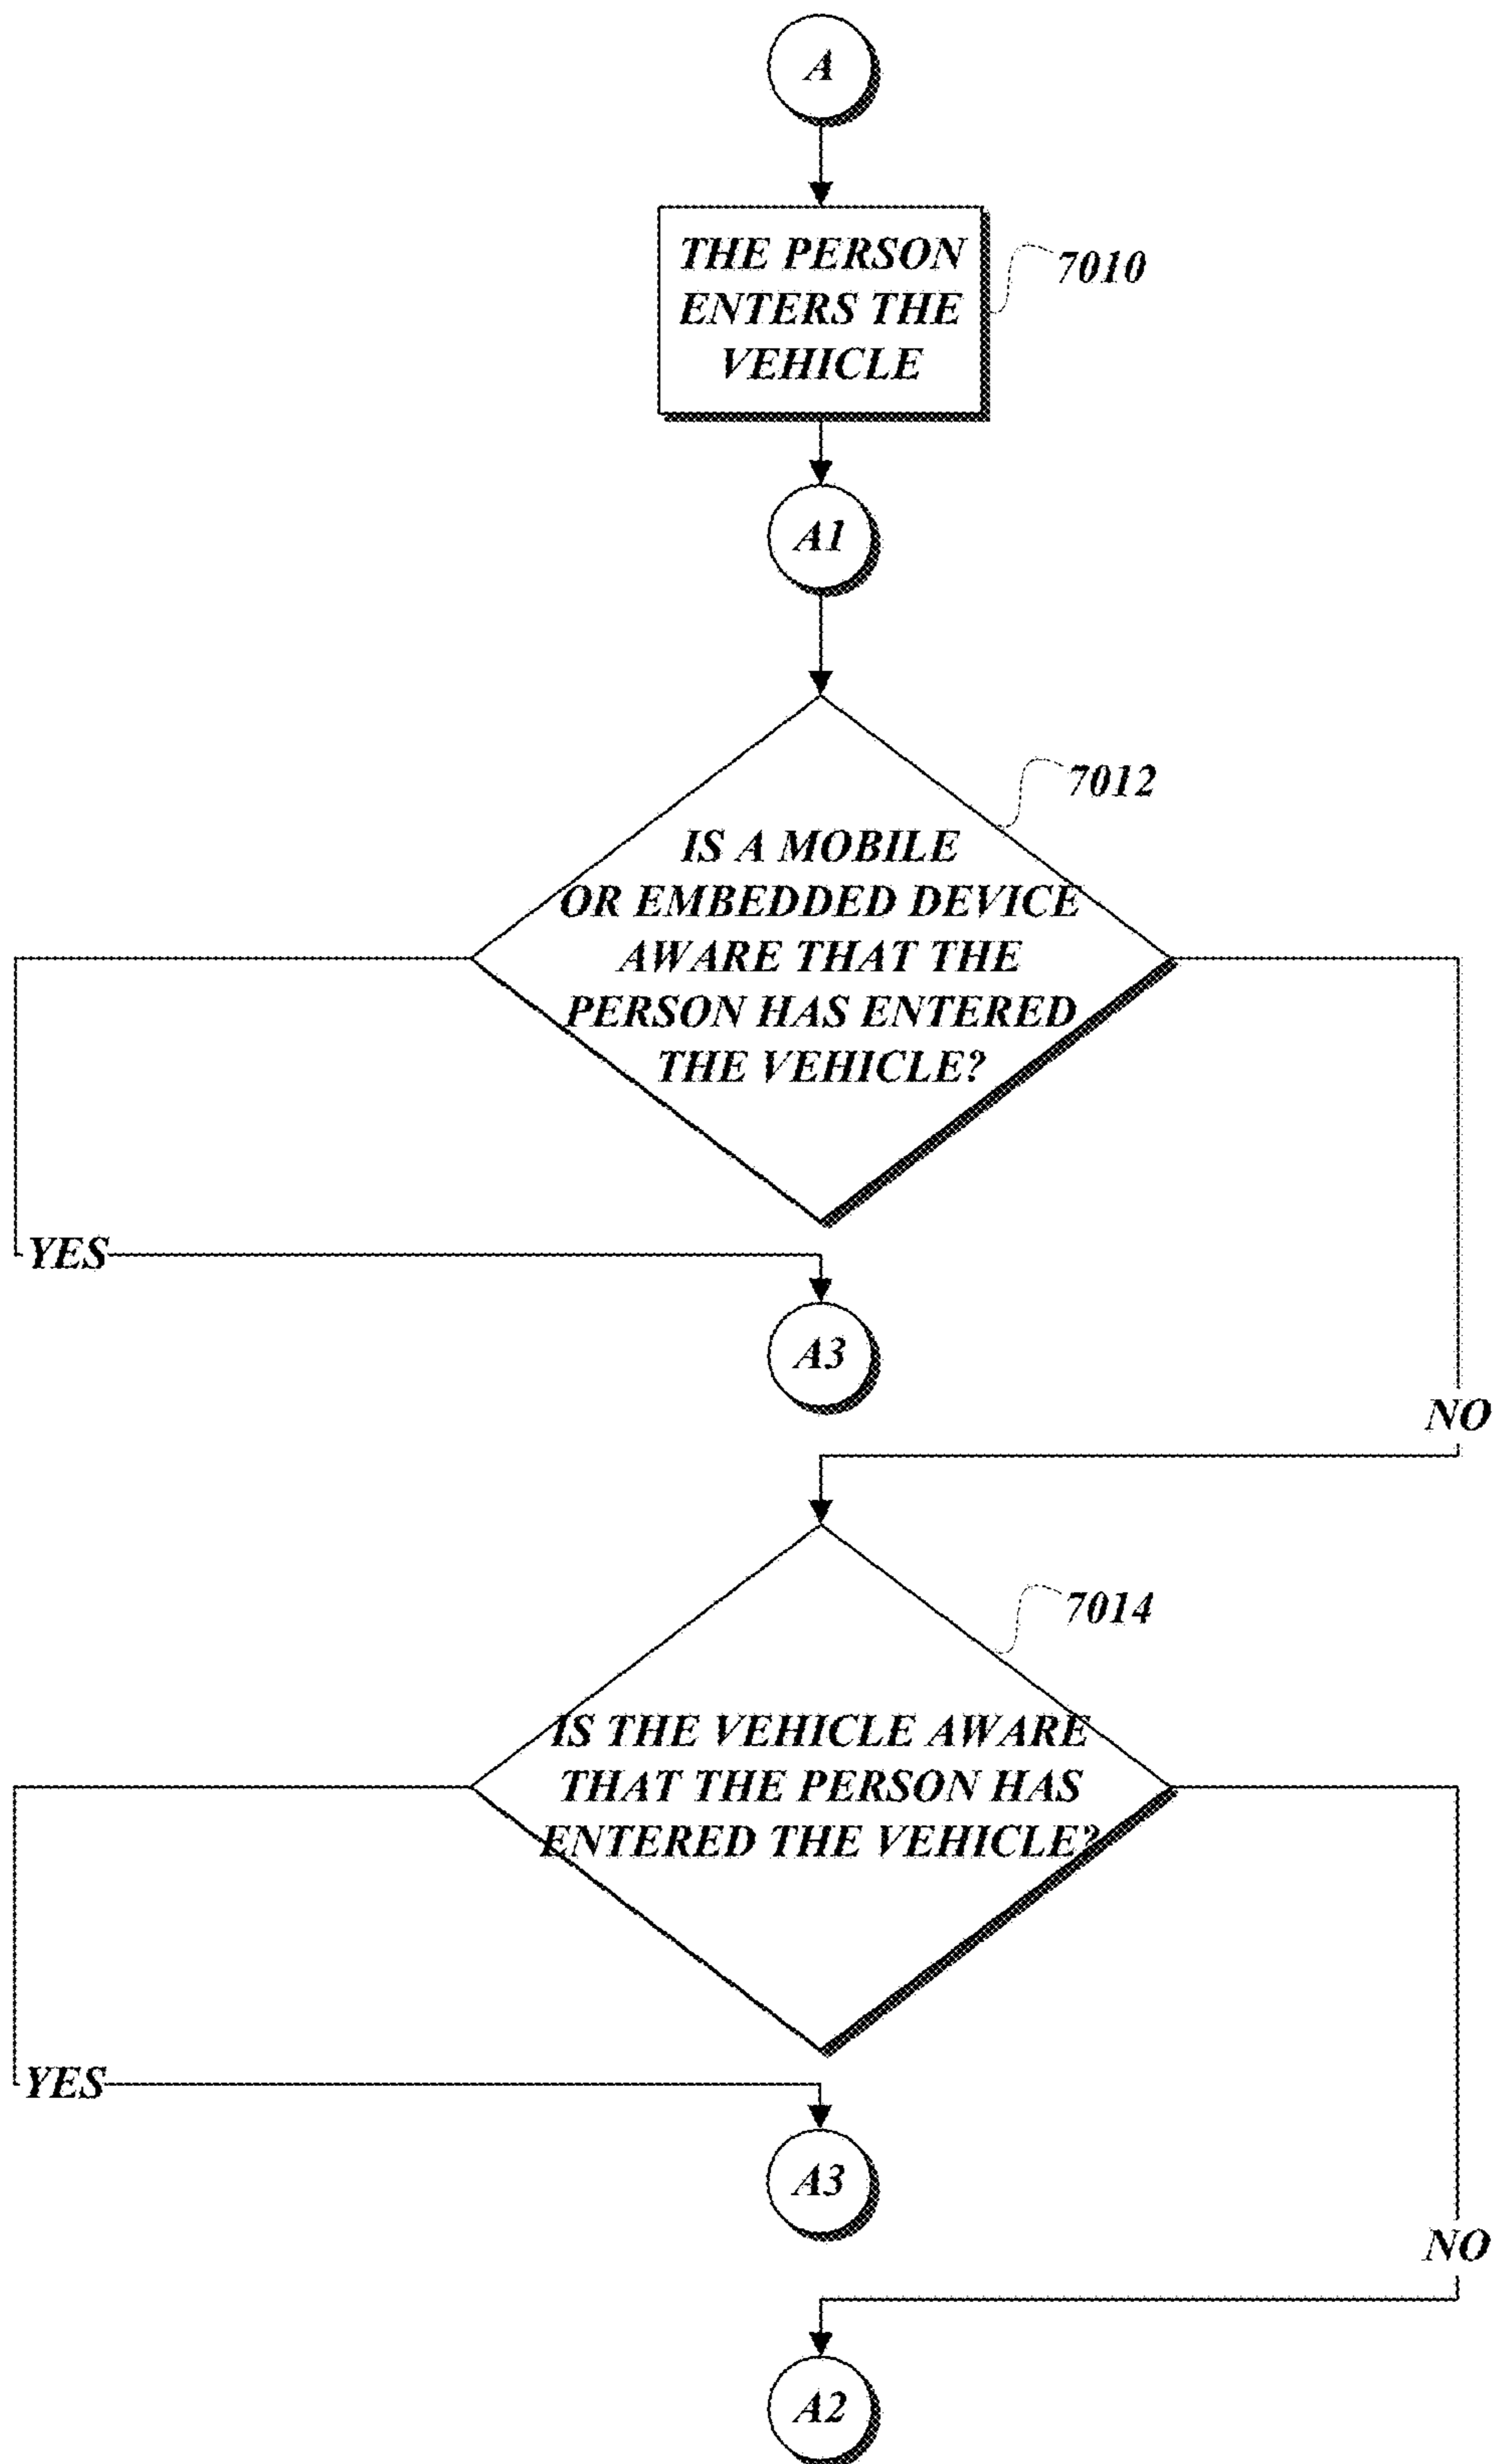 A
THE PERSON
ENTERS THE
VEHICLE
7010
A1
7012
IS A MOBILE
OR EMBEDDED DEVICE
AWARE THAT THE
PERSON HAS ENTERED
THE VEHICLE?
YES
A3
NO
7014
IS THE VEHICLE AWARE
THAT THE PERSON HAS
ENTERED THE VEHICLE?
YES
A3
NO
A2